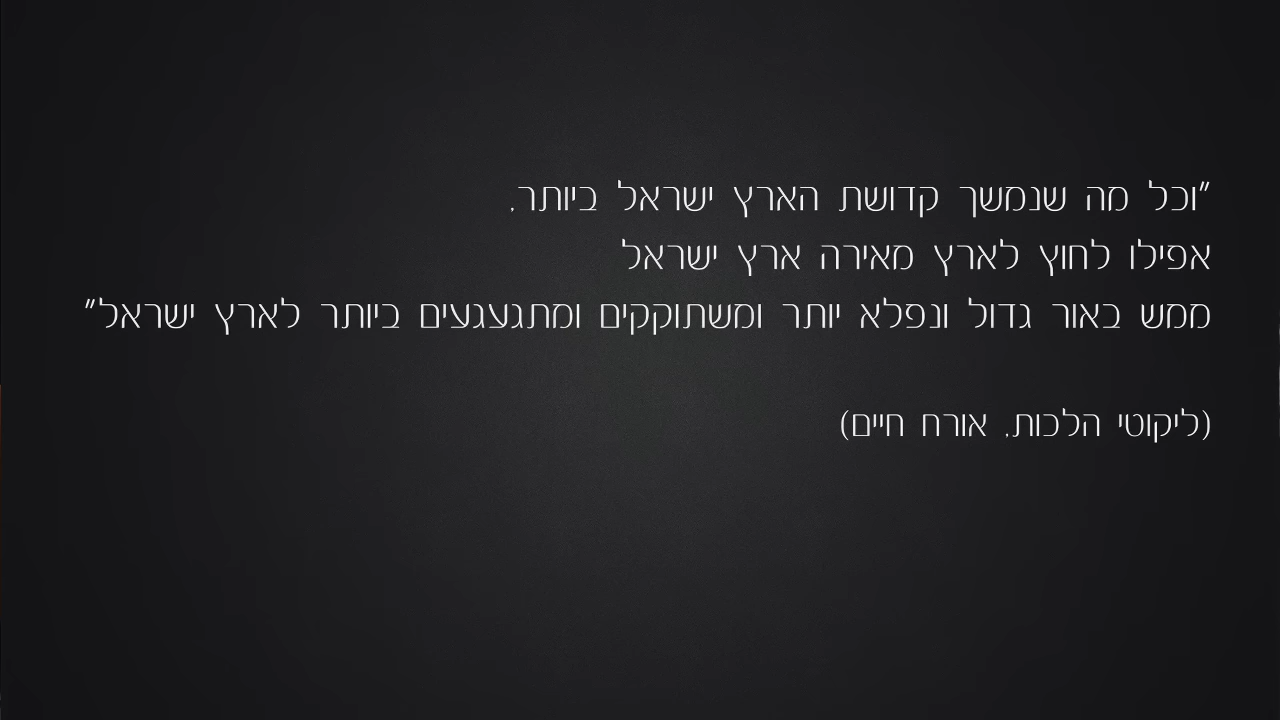 "וכל מה שנמשך קדושת הארץ ישראל ביותר,
אפילו לחוץ לארץ מאירה ארץ ישראל
ממש באור גדול ונפלא יותר ומשתוקקים ומתגעגעים ביותר לארץ ישראל"
(ליקוטי הלכות, אורח חיים)